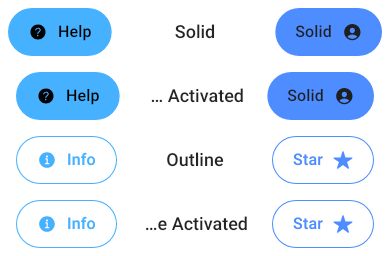 Help Solid Solid
Help ... Activated Solid
Info Outline Star
Info ...e Activated Star